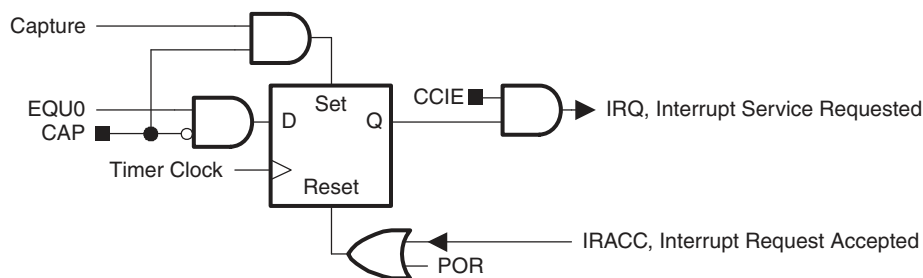 Capture
EQU0
CAP
Timer Clock
Set
D
Q
Reset
CCIE
IRQ, Interrupt Service Requested
IRACC, Interrupt Request Accepted
POR